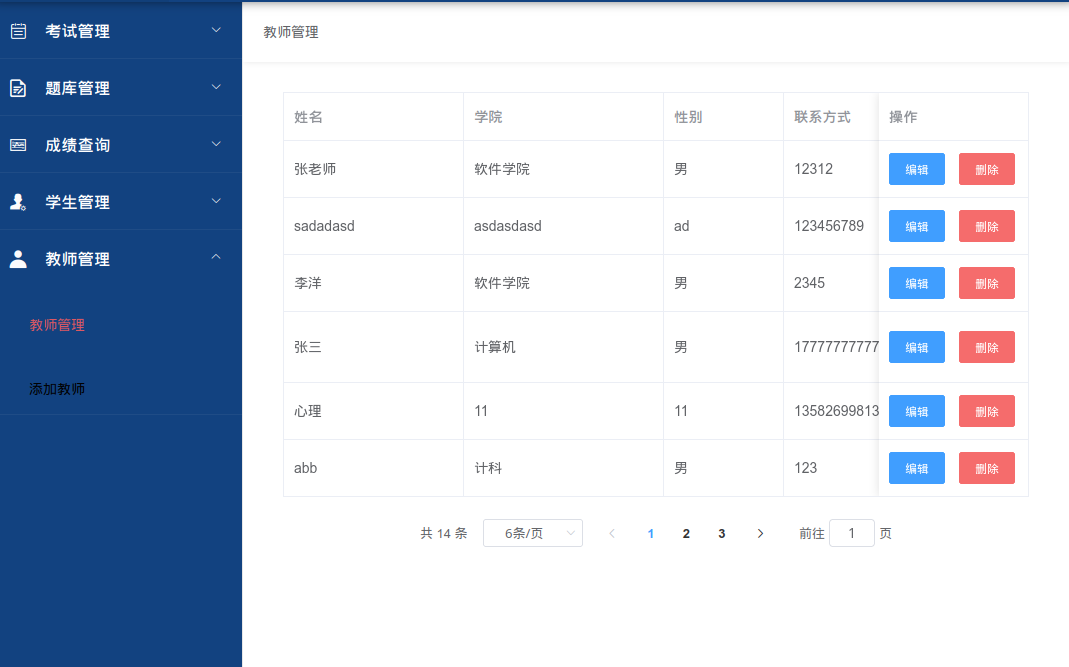 考试管理
题库管理
成绩查询
学生管理
教师管理
教师管理
添加教师
教师管理
姓名 学院 性别 联系方式 操作
张老师 软件学院 男 12312 编辑 删除
sadadasd asdasdasd ad 123456789 编辑 删除
李洋 软件学院 男 2345 编辑 删除
张三 计算机 男 17777777777 编辑 删除
心理 11 11 13582699813 编辑 删除
abb 计科 男 123 编辑 删除
共 14 条 6条/页 1 2 3 前往 1 页